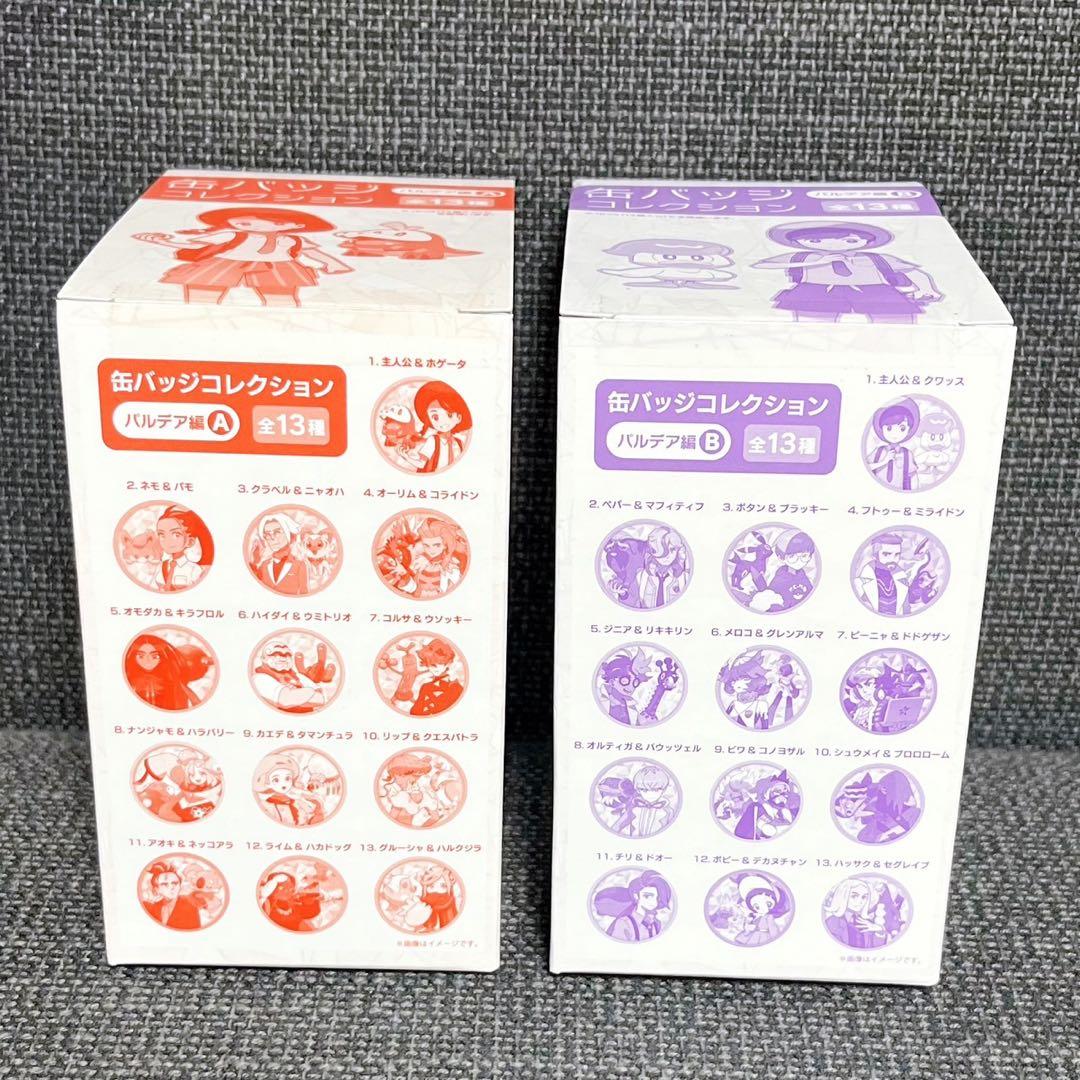 缶バッジ
コレクション
パルデア編 A
全13種
缶バッジコレクション
パルデア編 A 全13種
1. 主人公 & ホゲータ
2. ネモ & パモ
3. クラベル & ニャオハ
4. オーリム & コライドン
5. オモダカ & キラフロル
6. ハイダイ & ウミトリオ
7. コルサ & ウソッキー
8. ナンジャモ & ハラバリー
9. カエデ & タマンチュラ
10. リップ & クエスパトラ
11. アオキ & ネッコアラ
12. ライム & ハカドッグ
13. グルーシャ & ハルクジラ
※画像はイメージです。
缶バッジ
コレクション
パルデア編 B
全13種
缶バッジコレクション
パルデア編 B 全13種
1. 主人公 & クワッス
2. ペパー & マフィティフ
3. ボタン & ブラッキー
4. フトゥー & ミライドン
5. ジニア & リキキリン
6. メロコ & グレンアルマ
7. ピーニャ & ドドゲザン
8. オルティガ & バウッツェル
9. ビワ & コノヨザル
10. シュウメイ & ブロロローム
11. チリ & ドオー
12. ポピー & デカヌチャン
13. ハッサク & セグレイブ
※画像はイメージです。